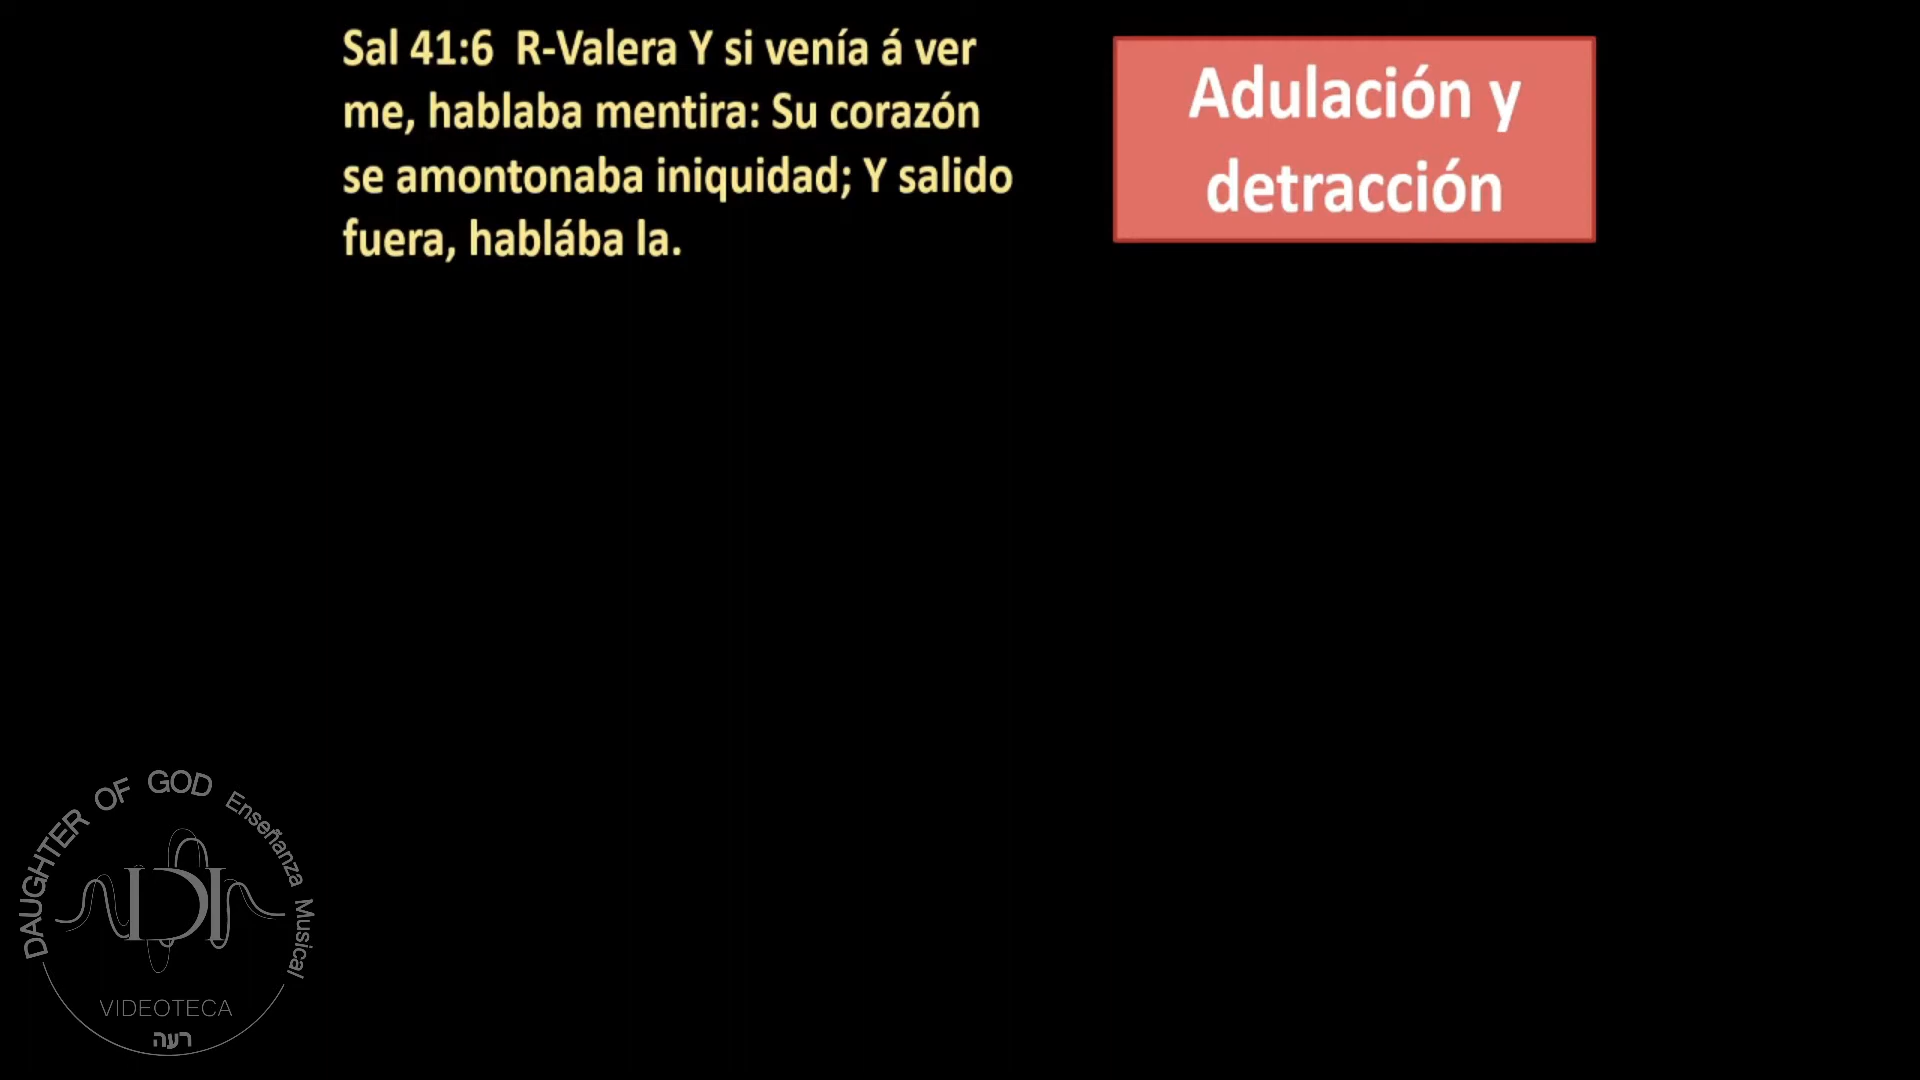 Sal 41:6  R-Valera Y si venía á ver
me, hablaba mentira: Su corazón
se amontonaba iniquidad; Y salido
fuera, hablába la.
Adulación y
detracción
DAUGHTER OF GOD Enseñanza Musical
DI
VIDEOTECA
רעה